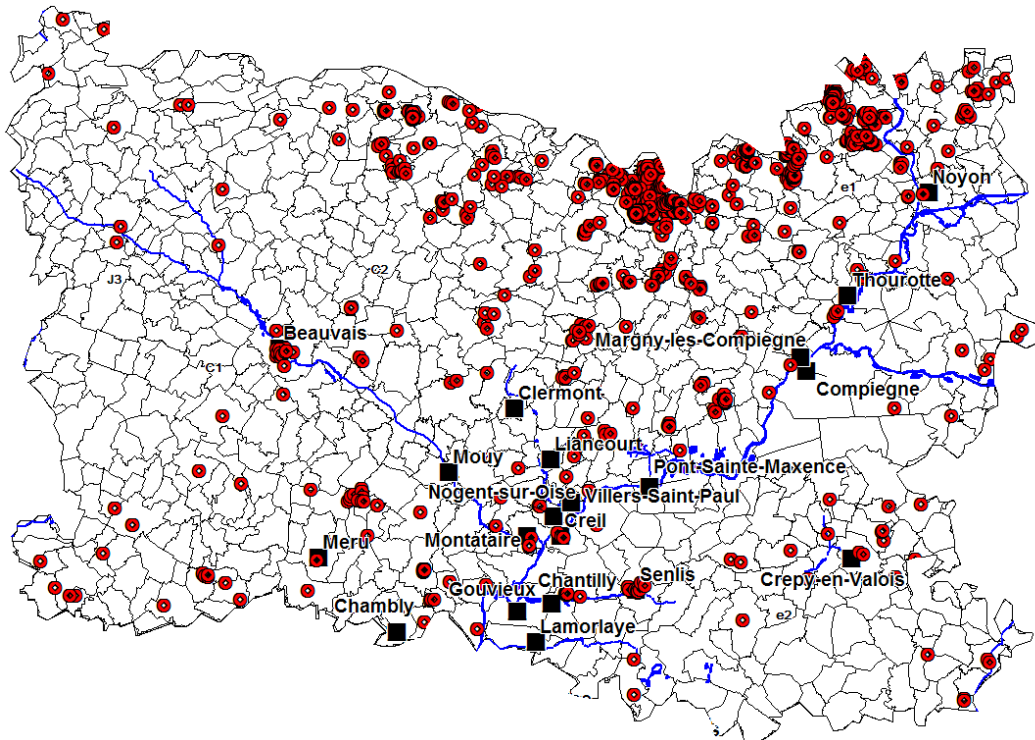 Noyon
e1
C2
J3
Thourotte
Beauvais
Margny-les-Compiegne
C1
Compiegne
Clermont
Liancourt
Mouy
Pont-Sainte-Maxence
Nogent-sur-Oise
Villers-Saint-Paul
Creil
Montataire
Meru
Crepy-en-Valois
Chantilly
Senlis
Gouvieux
Chambly
e2
Lamorlaye